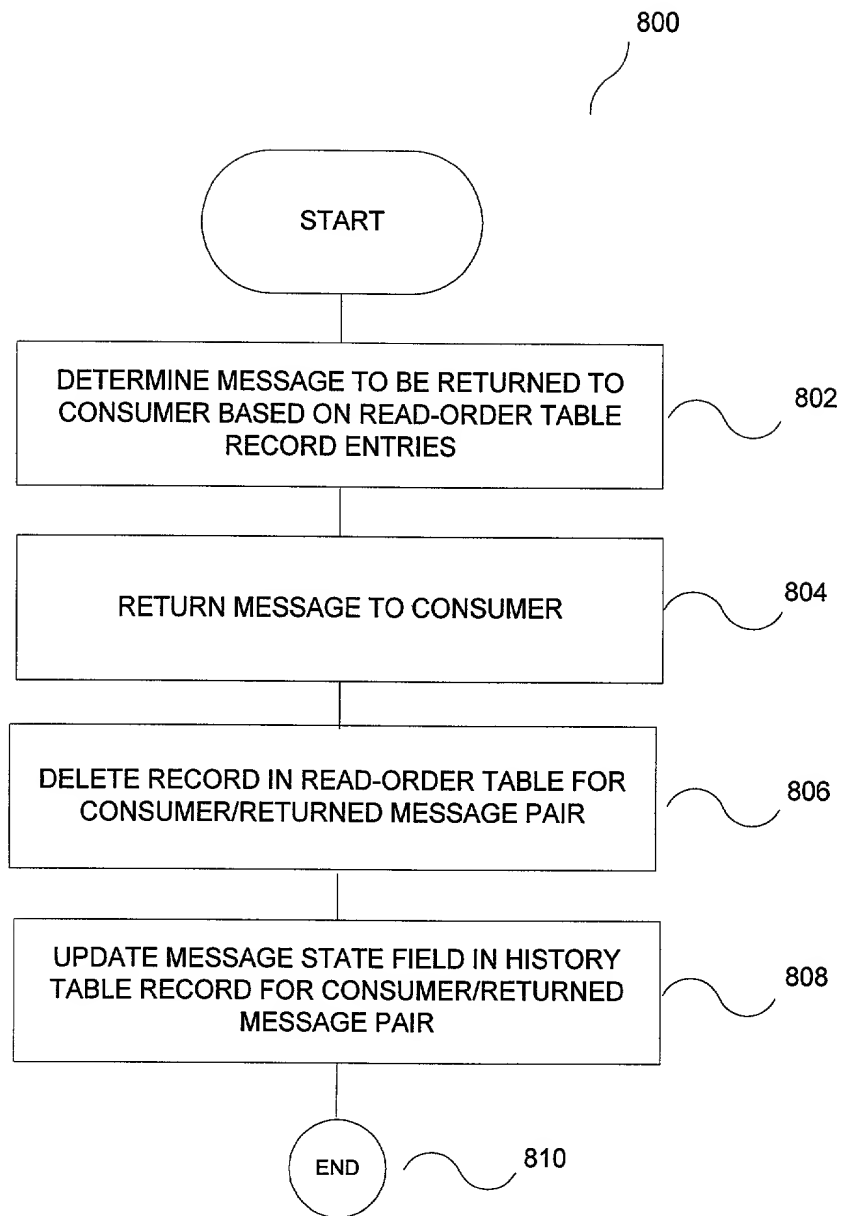 800
START
DETERMINE MESSAGE TO BE RETURNED TO
CONSUMER BASED ON READ-ORDER TABLE
RECORD ENTRIES
802
RETURN MESSAGE TO CONSUMER
804
DELETE RECORD IN READ-ORDER TABLE FOR
CONSUMER/RETURNED MESSAGE PAIR
806
UPDATE MESSAGE STATE FIELD IN HISTORY
TABLE RECORD FOR CONSUMER/RETURNED
MESSAGE PAIR
808
END
810